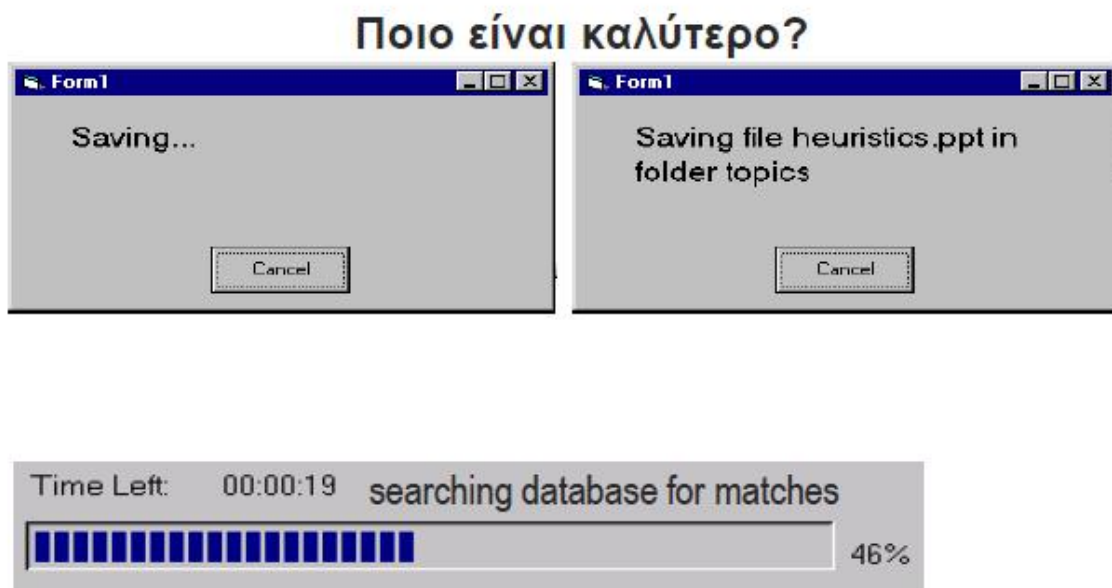 Ποιο είναι καλύτερο?
Form1
Saving...
Cancel
Form1
Saving file heuristics.ppt in
folder topics
Cancel
Time Left: 00:00:19 searching database for matches
46%